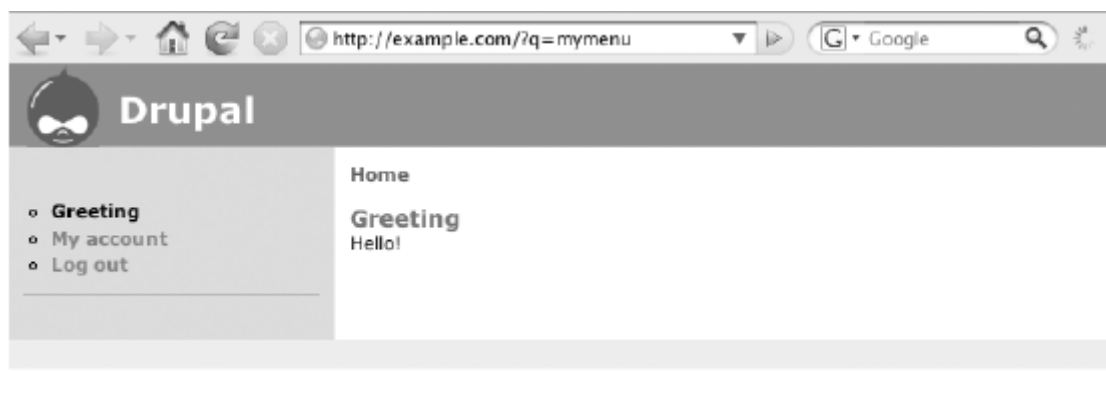 http://example.com/?q=mymenu
G Google
Drupal
Greeting
My account
Log out
Home
Greeting
Hello!